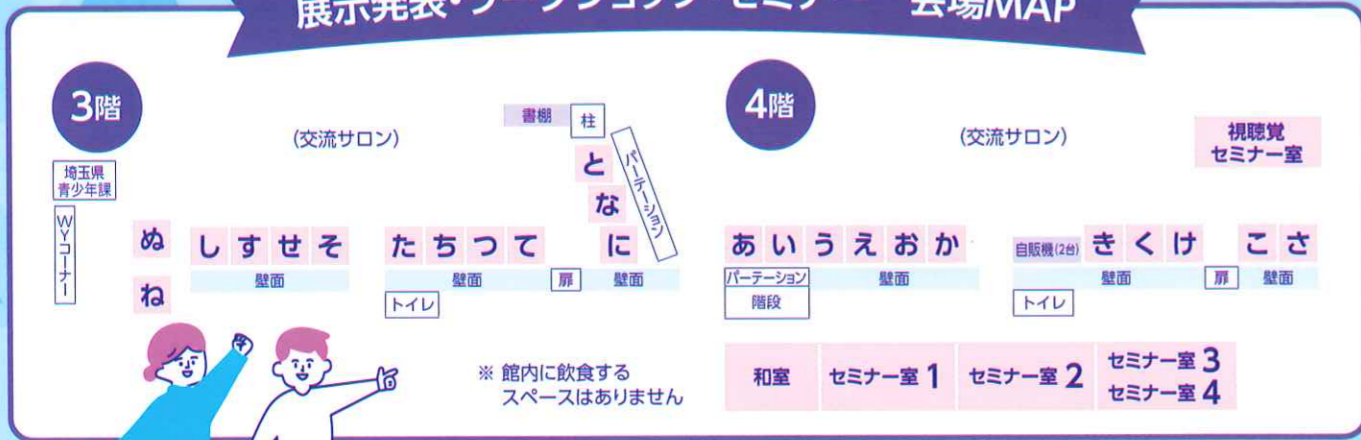 展示発表・ワークショップ・セミナー 会場MAP
3階
(交流サロン)
書棚
柱
パーテーション
埼玉県
青少年課
WYコーナー
と
な
に
ぬ
ね
し す せ そ
壁面
た ち つ て
壁面
扉
壁面
トイレ
※ 館内に飲食する
スペースはありません
4階
(交流サロン)
視聴覚
セミナー室
あ い う え お か
パーテーション
壁面
階段
自販機(2台)
き く け
壁面
扉
こ さ
壁面
トイレ
和室
セミナー室 1
セミナー室 2
セミナー室 3
セミナー室 4